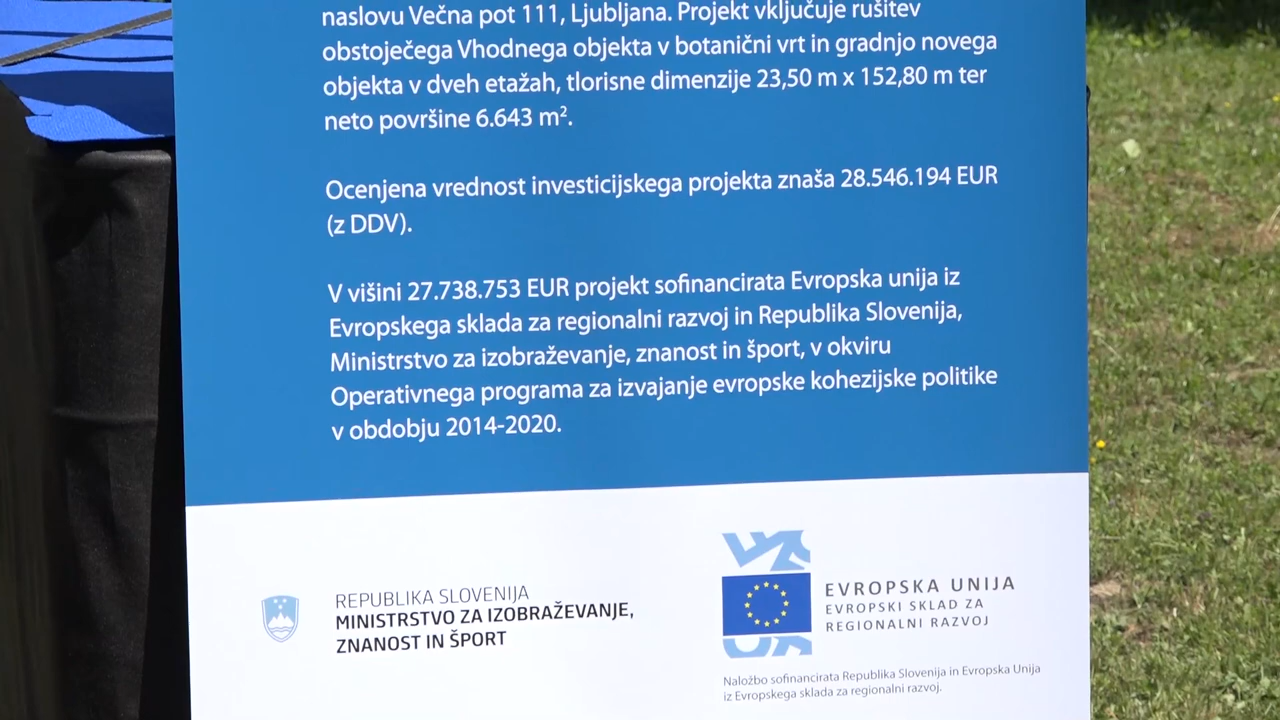 naslovu Večna pot 111, Ljubljana. Projekt vključuje rušitev
obstoječega Vhodnega objekta v botanični vrt in gradnjo novega
objekta v dveh etažah, tlorisne dimenzije 23,50 m x 152,80 m ter
neto površine 6.643 m².
Ocenjena vrednost investicijskega projekta znaša 28.546.194 EUR
(z DDV).
V višini 27.738.753 EUR projekt sofinancirata Evropska unija iz
Evropskega sklada za regionalni razvoj in Republika Slovenija,
Ministrstvo za izobraževanje, znanost in šport, v okviru
Operativnega programa za izvajanje evropske kohezijske politike
v obdobju 2014-2020.
REPUBLIKA SLOVENIJA
MINISTRSTVO ZA IZOBRAŽEVANJE,
ZNANOST IN ŠPORT
EVROPSKA UNIJA
EVROPSKI SKLAD ZA
REGIONALNI RAZVOJ
Naložbo sofinancirata Republika Slovenija in Evropska Unija
iz Evropskega sklada za regionalni razvoj.